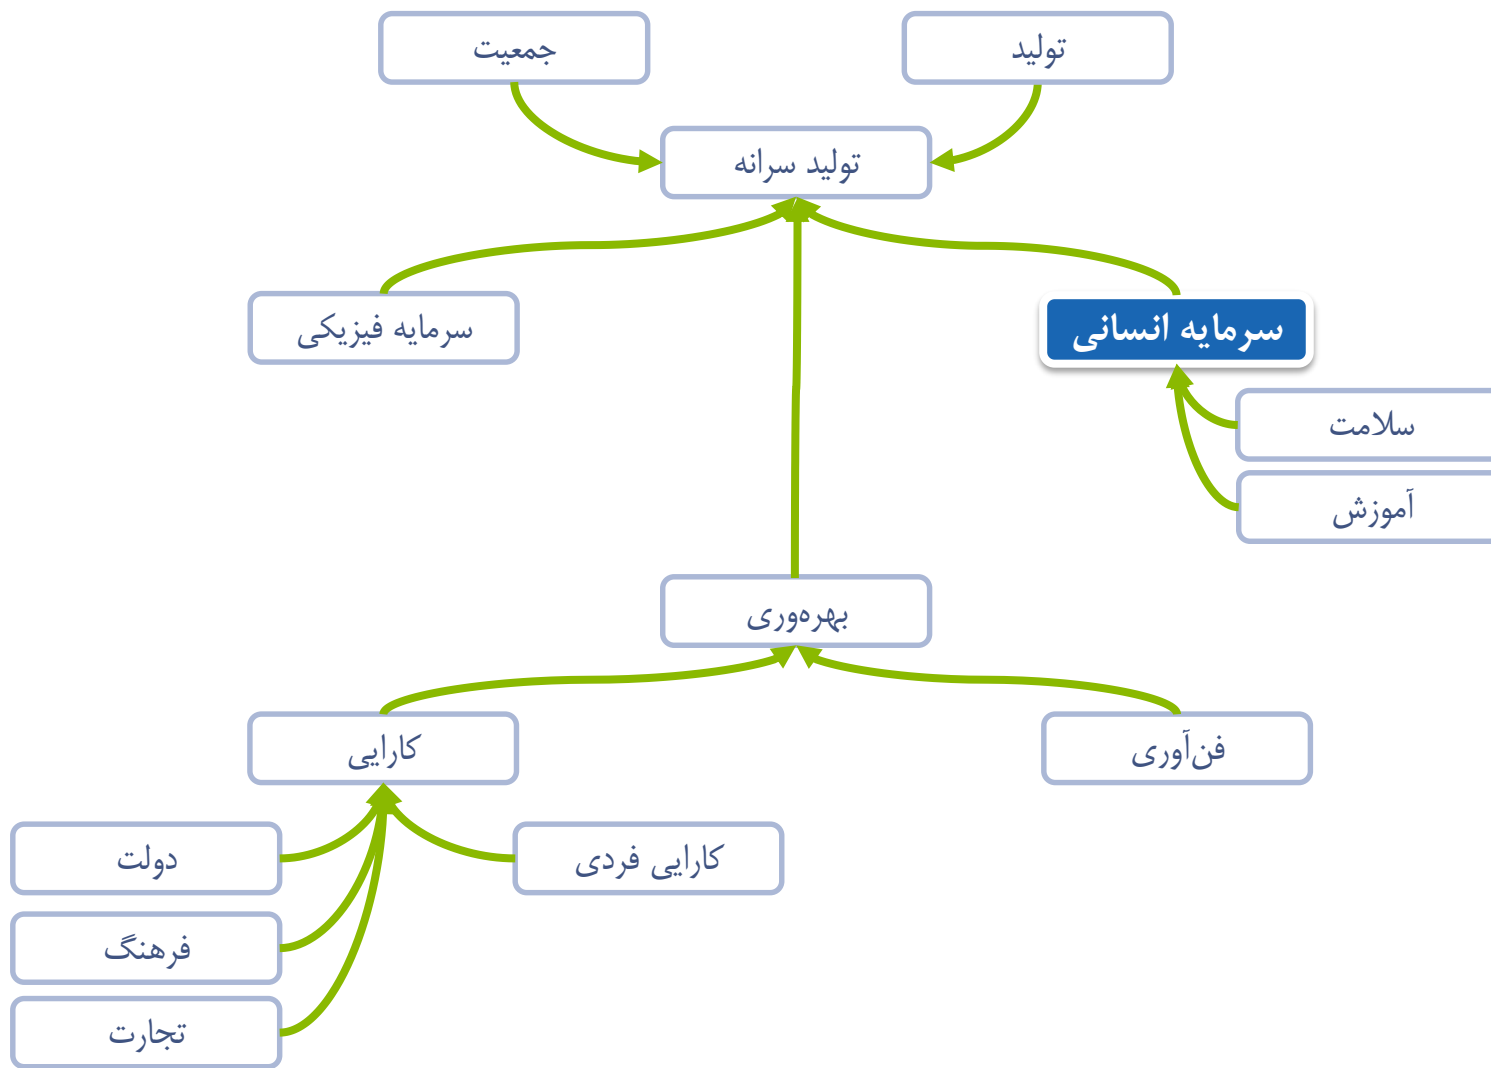 تولید
جمعیت
تولید سرانه
سرمایه انسانی
سرمایه فیزیکی
سلامت
آموزش
بهره‌وری
فن‌آوری
کارایی
کارایی فردی
دولت
فرهنگ
تجارت